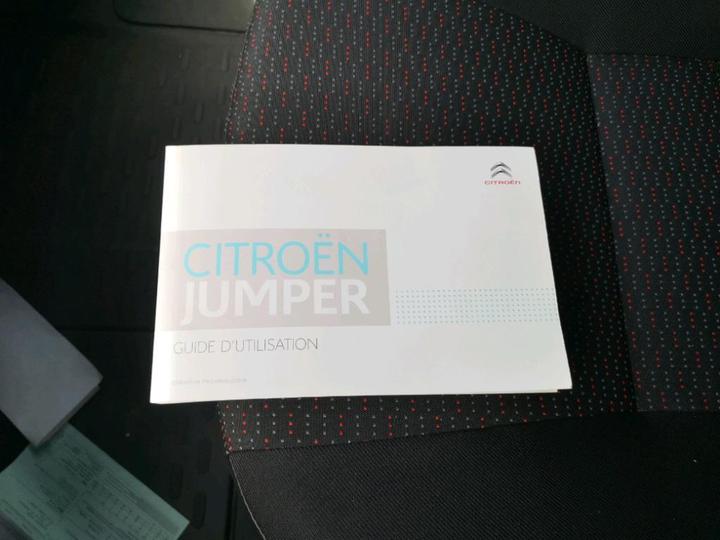 CITROËN
CITROËN
JUMPER
GUIDE D'UTILISATION